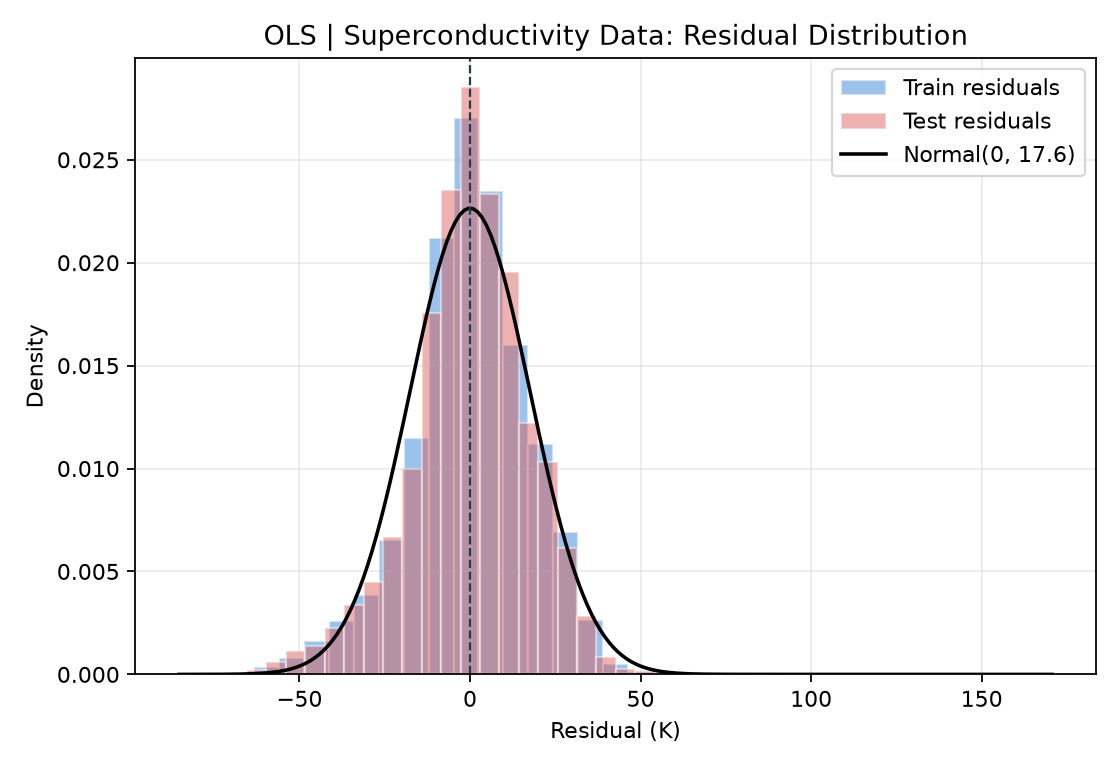 OLS | Superconductivity Data: Residual Distribution
Train residuals
Test residuals
Normal(0, 17.6)
Density
0.025
0.020
0.015
0.010
0.005
0.000
−50
0
50
100
150
Residual (K)